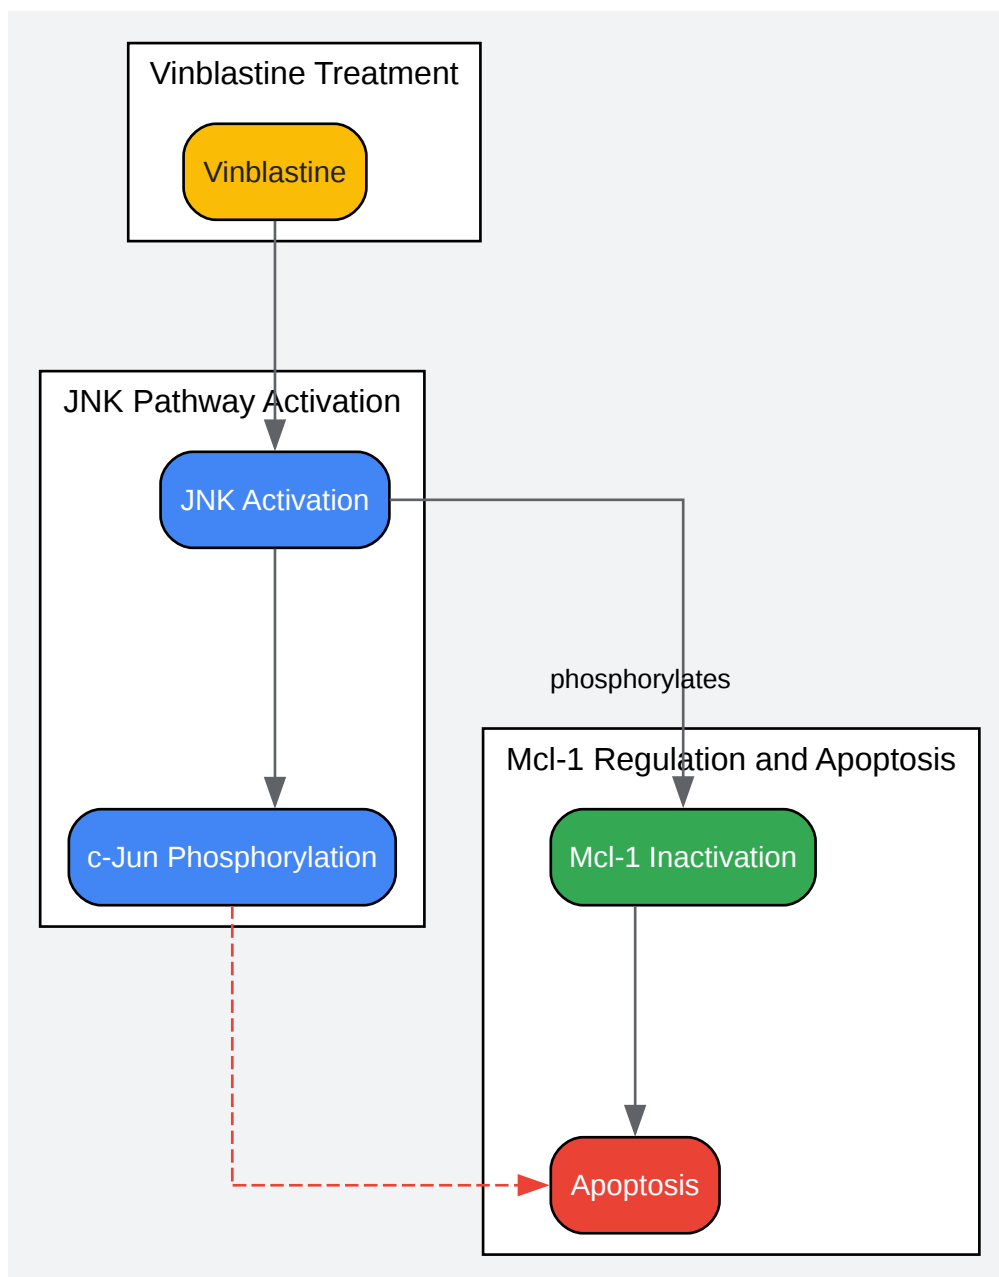 Vinblastine Treatment
Vinblastine
JNK Pathway Activation
JNK Activation
phosphorylates
Mcl-1 Regulation and Apoptosis
c-Jun Phosphorylation
Mcl-1 Inactivation
Apoptosis